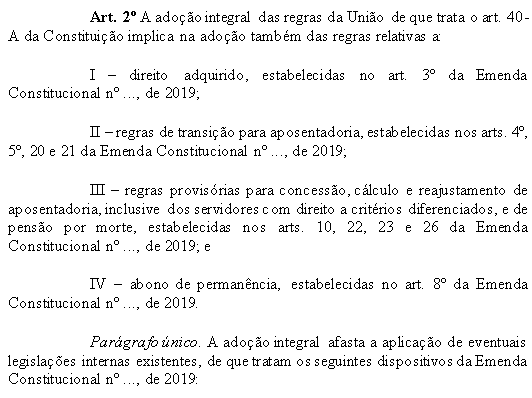 Art. 2º A adoção integral das regras da União de que trata o art. 40-
A da Constituição implica na adoção também das regras relativas a:
I – direito adquirido, estabelecidas no art. 3º da Emenda
Constitucional nº ..., de 2019;
II – regras de transição para aposentadoria, estabelecidas nos arts. 4º,
5º, 20 e 21 da Emenda Constitucional nº ..., de 2019;
III – regras provisórias para concessão, cálculo e reajustamento de
aposentadoria, inclusive dos servidores com direito a critérios diferenciados, e de
pensão por morte, estabelecidas nos arts. 10, 22, 23 e 26 da Emenda
Constitucional nº ..., de 2019; e
IV – abono de permanência, estabelecidas no art. 8º da Emenda
Constitucional nº ..., de 2019.
Parágrafo único. A adoção integral afasta a aplicação de eventuais
legislações internas existentes, de que tratam os seguintes dispositivos da Emenda
Constitucional nº ..., de 2019: